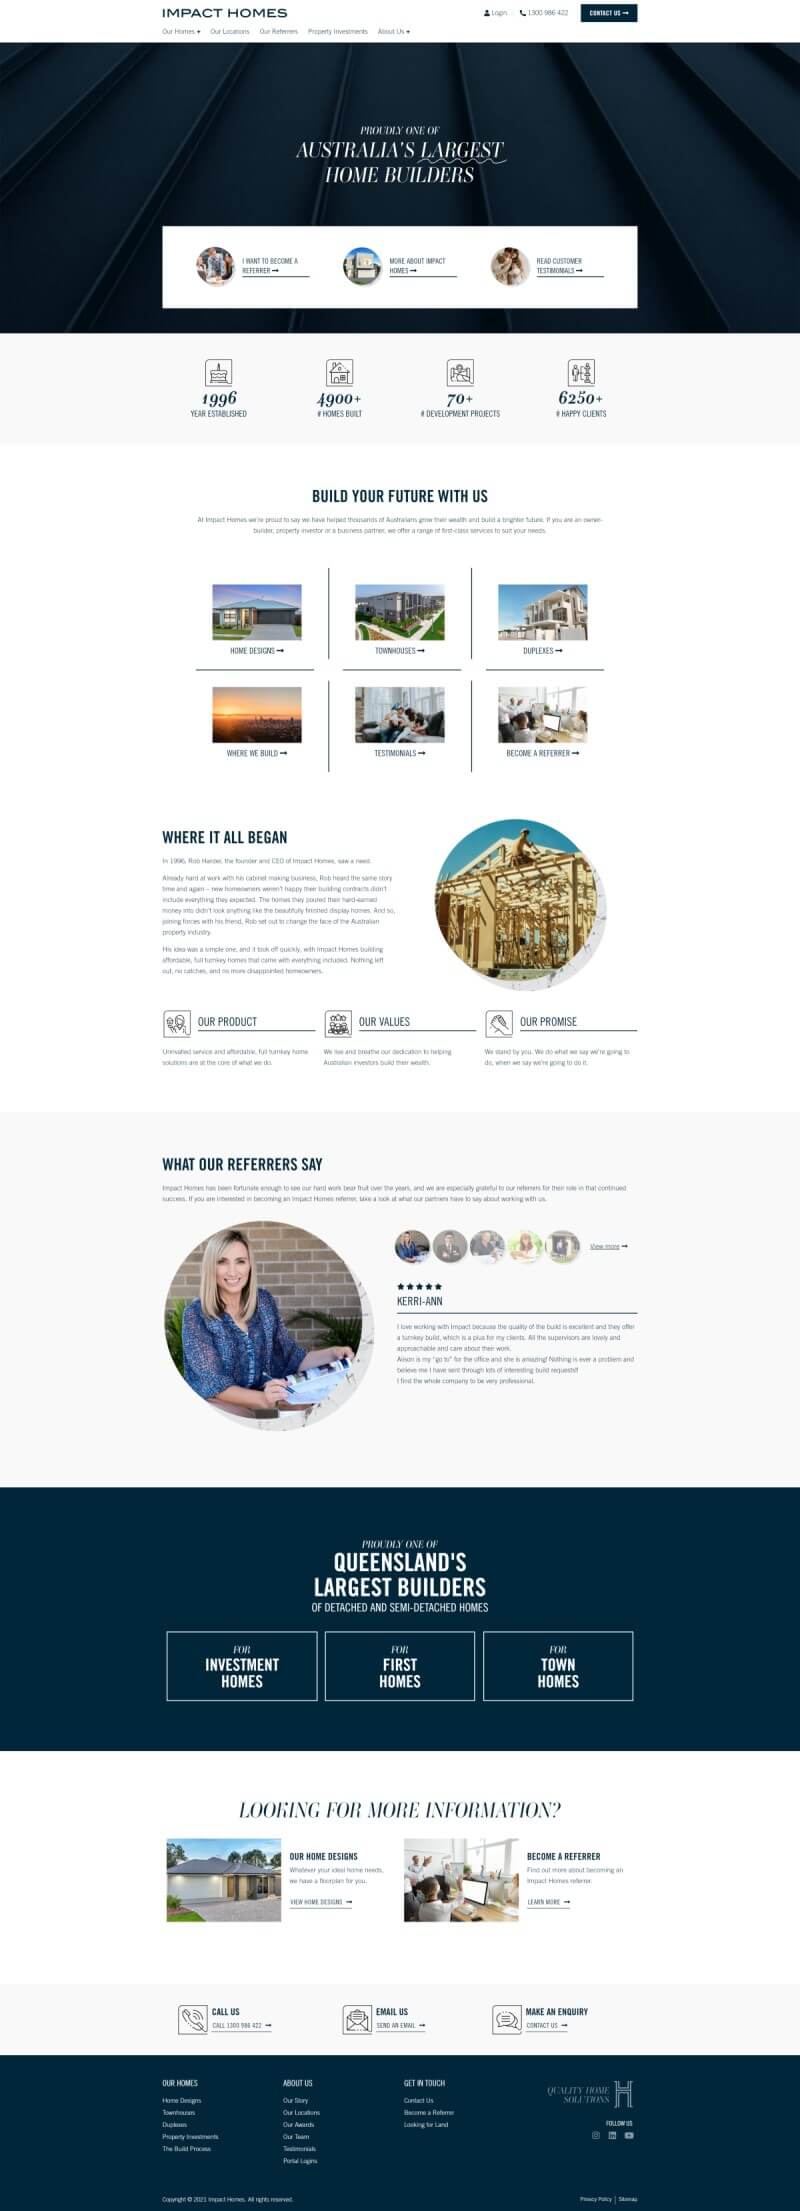 IMPACT HOMES
Login
1300 986 422
CONTACT US
Our Homes
Our Locations
Our Referrers
Property Investments
About Us
PROUDLY ONE OF
AUSTRALIA'S LARGEST
HOME BUILDERS
I WANT TO BECOME A
REFERRER
MORE ABOUT IMPACT
HOMES
READ CUSTOMER
TESTIMONIALS
1996
YEAR ESTABLISHED
4900+
# HOMES BUILT
70+
# DEVELOPMENT PROJECTS
6250+
# HAPPY CLIENTS
BUILD YOUR FUTURE WITH US
At Impact Homes we're proud to say we have helped thousands of Australians grow their wealth and build a brighter future. If you are an owner-
builder, property investor or a business partner, we offer a range of first-class services to suit your needs.
HOME DESIGNS
TOWNHOUSES
DUPLEXES
WHERE WE BUILD
TESTIMONIALS
BECOME A REFERRER
WHERE IT ALL BEGAN
In 1996, Rob Harder, the founder and CEO of Impact Homes, saw a need.
Already hard at work with his cabinet making business, Rob heard the same story
time and again – new homeowners weren't happy their building contracts didn't
include everything they expected. The homes they poured their hard-earned
money into didn't look anything like the beautifully finished display homes. And so,
joining forces with his friend, Rob set out to change the face of the Australian
property industry.
His idea was a simple one, and it took off quickly, with Impact Homes building
affordable, full turnkey homes that came with everything included. Nothing left
out, no catches, and no more disappointed homeowners.
OUR PRODUCT
Unrivalled service and affordable, full turnkey home
solutions are at the core of what we do.
OUR VALUES
We live and breathe our dedication to helping
Australian investors build their wealth.
OUR PROMISE
We stand by you. We do what we say we're going to
do, when we say we're going to do it.
WHAT OUR REFERRERS SAY
Impact Homes has been fortunate enough to see our hard work bear fruit over the years, and we are especially grateful to our referrers for their role in that continued
success. If you are interested in becoming an Impact Homes referrer, take a look at what our partners have to say about working with us.
View more
KERRI-ANN
I love working with Impact because the quality of the build is excellent and they offer
a turnkey build, which is a plus for my clients. All the supervisors are lovely and
approachable and care about their work.
Alison is my "go to" for the office and she is amazing! Nothing is ever a problem and
believe me I have sent through lots of interesting build requests!!
I find the whole company to be very professional.
PROUDLY ONE OF
QUEENSLAND'S
LARGEST BUILDERS
OF DETACHED AND SEMI-DETACHED HOMES
FOR
INVESTMENT
HOMES
FOR
FIRST
HOMES
FOR
TOWN
HOMES
LOOKING FOR MORE INFORMATION?
OUR HOME DESIGNS
Whatever your ideal home needs,
we have a floorplan for you.
VIEW HOME DESIGNS
BECOME A REFERRER
Find out more about becoming an
Impact Homes referrer.
LEARN MORE
CALL US
CALL 1300 986 422
EMAIL US
SEND AN EMAIL
MAKE AN ENQUIRY
CONTACT US
OUR HOMES
Home Designs
Townhouses
Duplexes
Property Investments
The Build Process
ABOUT US
Our Story
Our Locations
Our Awards
Our Team
Testimonials
Portal Logins
GET IN TOUCH
Contact Us
Become a Referrer
Looking for Land
QUALITY HOME
SOLUTIONS
FOLLOW US
Copyright © 2021 Impact Homes. All rights reserved.
Privacy Policy | Sitemap